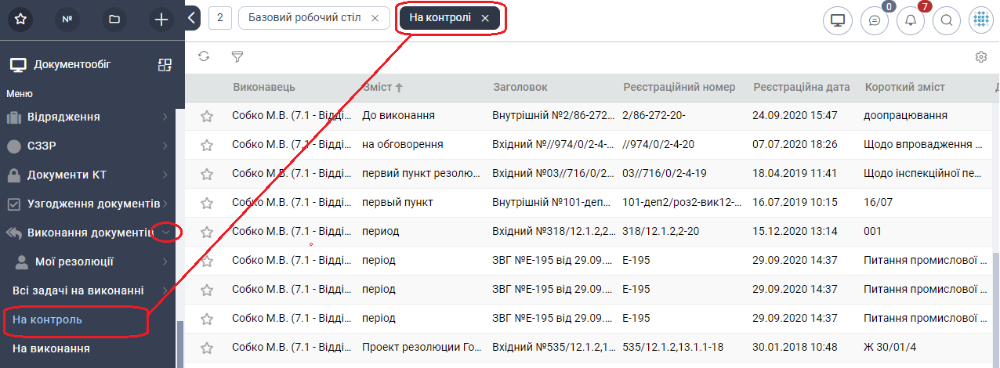 №
2
Базовий робочий стіл
На контролі
0
7
Документообіг
Меню
Відрядження
СЗЗР
Документи КТ
Узгодження документів
Виконання документів
Мої резолюції
Всі задачі на виконанні
На контроль
На виконання
Виконавець Зміст Заголовок Реєстраційний номер Реєстраційна дата Короткий зміст Д
Собко М.В. (7.1 - Відді... До виконання Внутрішній №2/86-272... 2/86-272-20- 24.09.2020 15:47 доопрацювання
Собко М.В. (7.1 - Відді... на обговорення Вхідний №//974/0/2-4-... //974/0/2-4-20 07.07.2020 18:26 Щодо впровадження ...
Собко М.В. (7.1 - Відді... первий пункт резолю... Вхідний №03//716/0/2... 03//716/0/2-4-19 18.04.2019 11:41 Щодо інспекційної пе...
Собко М.В. (7.1 - Відді... первый пункт Внутрішній №101-деп... 101-деп2/роз2-вик12-... 16.07.2019 10:15 16/07
Собко М.В. (7.1 - Відді... период Вхідний №318/12.1.2,2... 318/12.1.2,2-20 15.12.2020 13:14 001
Собко М.В. (7.1 - Відді... період ЗВГ №Е-195 від 29.09.... Е-195 29.09.2020 14:37 Питання промислової ...
Собко М.В. (7.1 - Відді... період ЗВГ №Е-195 від 29.09.... Е-195 29.09.2020 14:37 Питання промислової ...
Собко М.В. (7.1 - Відді... період ЗВГ №Е-195 від 29.09.... Е-195 29.09.2020 14:37 Питання промислової ...
Собко М.В. (7.1 - Відді... Проект резолюции Го... Вхідний №535/12.1.2,1... 535/12.1.2,13.1.1-18 30.01.2018 10:48 Ж 30/01/4